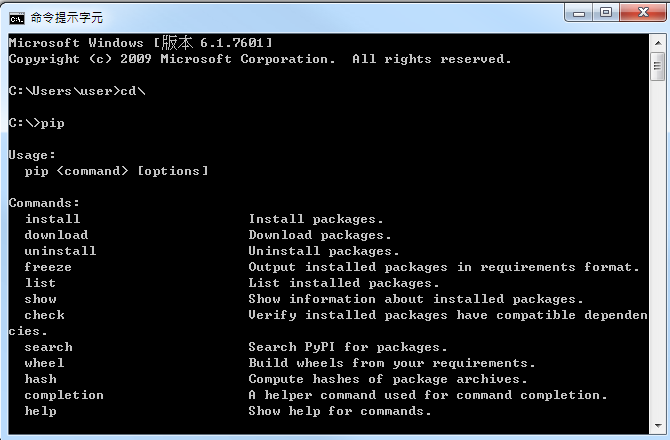 命令提示字元
Microsoft Windows [版本 6.1.7601]
Copyright (c) 2009 Microsoft Corporation.  All rights reserved.
C:\Users\user>cd\
C:\>pip
Usage:
  pip <command> [options]
Commands:
  install                     Install packages.
  download                    Download packages.
  uninstall                   Uninstall packages.
  freeze                      Output installed packages in requirements format.
  list                        List installed packages.
  show                        Show information about installed packages.
  check                       Verify installed packages have compatible dependen
cies.
  search                      Search PyPI for packages.
  wheel                       Build wheels from your requirements.
  hash                        Compute hashes of package archives.
  completion                  A helper command used for command completion.
  help                        Show help for commands.